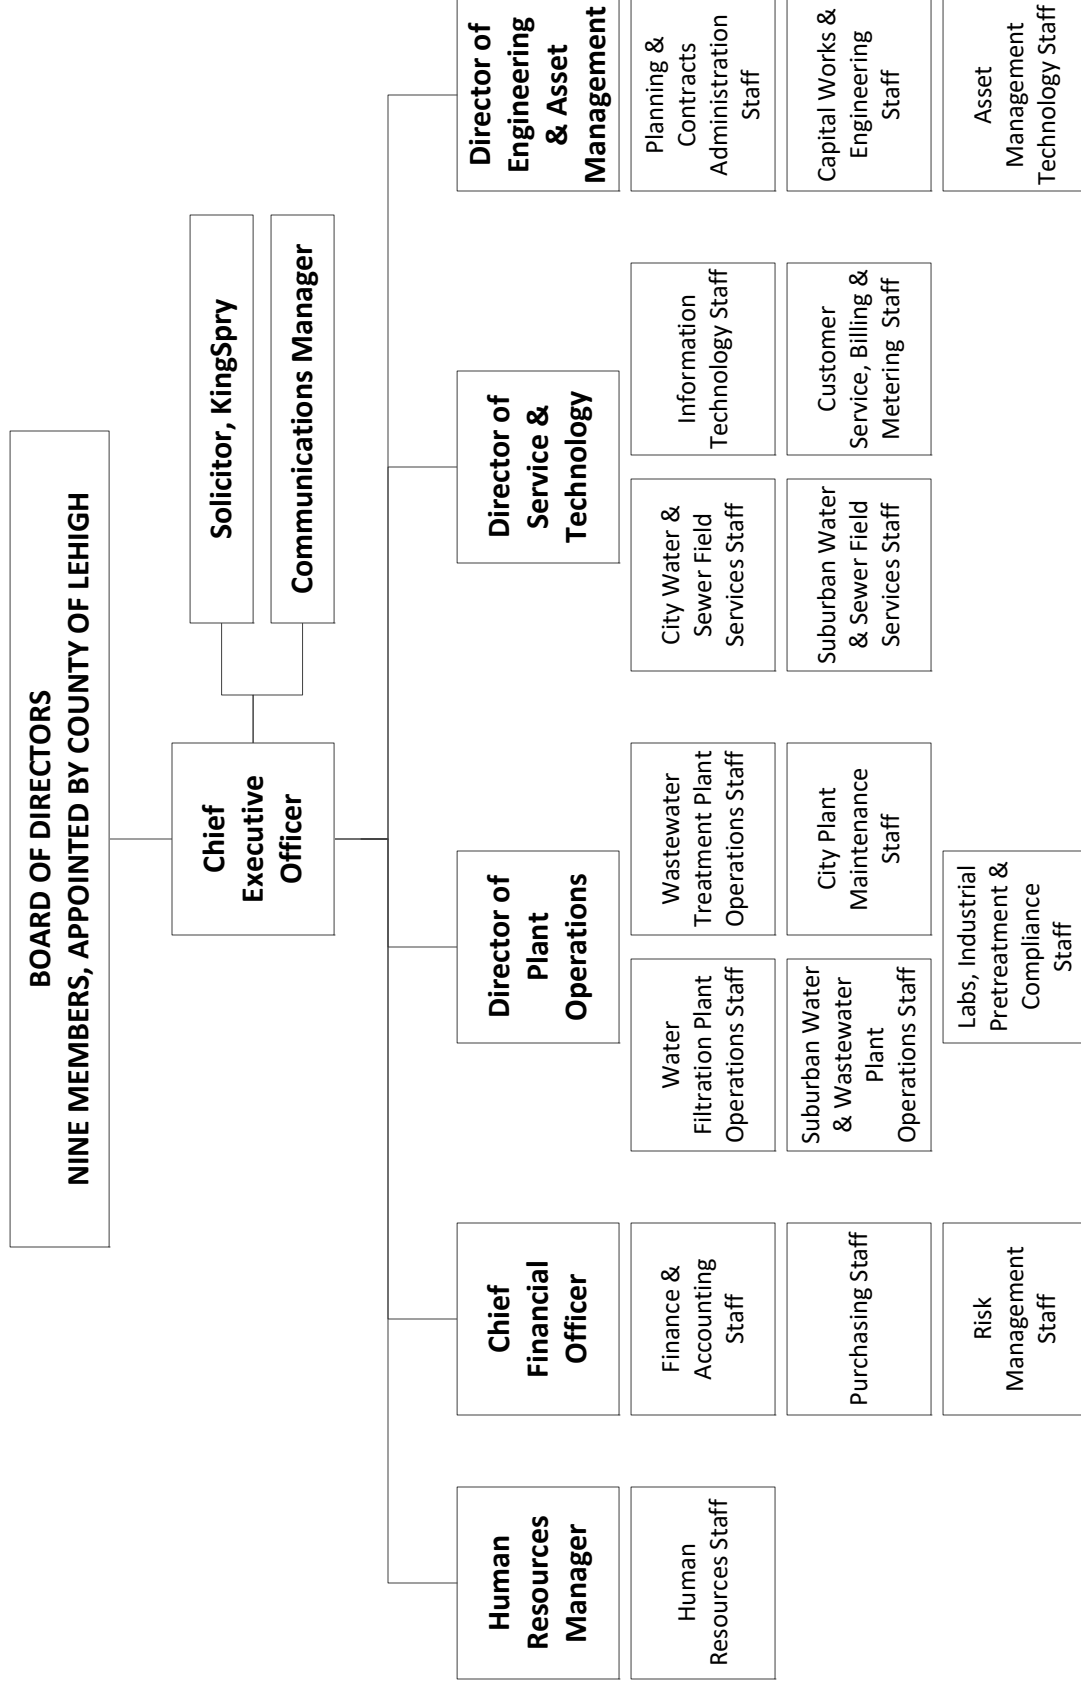 BOARD OF DIRECTORS
NINE MEMBERS, APPOINTED BY COUNTY OF LEHIGH
Chief
Executive
Officer
Solicitor, KingSpry
Communications Manager
Human
Resources
Manager
Human
Resources Staff
Chief
Financial
Officer
Finance &
Accounting
Staff
Purchasing Staff
Risk
Management
Staff
Director of
Plant
Operations
Water
Filtration Plant
Operations Staff
Wastewater
Treatment Plant
Operations Staff
Suburban Water
& Wastewater
Plant
Operations Staff
City Plant
Maintenance
Staff
Labs, Industrial
Pretreatment &
Compliance
Staff
Director of
Service &
Technology
City Water &
Sewer Field
Services Staff
Information
Technology Staff
Suburban Water
& Sewer Field
Services Staff
Customer
Service, Billing &
Metering Staff
Director of
Engineering
& Asset
Management
Planning &
Contracts
Administration
Staff
Capital Works &
Engineering
Staff
Asset
Management
Technology Staff